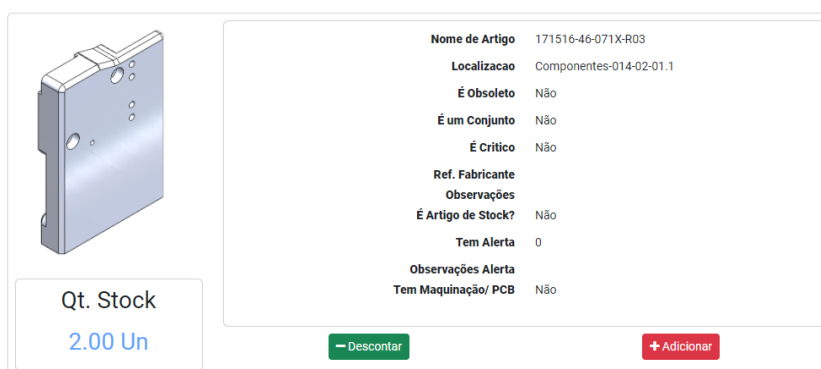 Nome de Artigo 171516-46-071X-R03
Localizacao Componentes-014-02-01.1
É Obsoleto Não
É um Conjunto Não
É Critico Não
Ref. Fabricante
Observações
É Artigo de Stock? Não
Tem Alerta 0
Observações Alerta
Tem Maquinação/ PCB Não
Qt. Stock
2.00 Un
Descontar
Adicionar